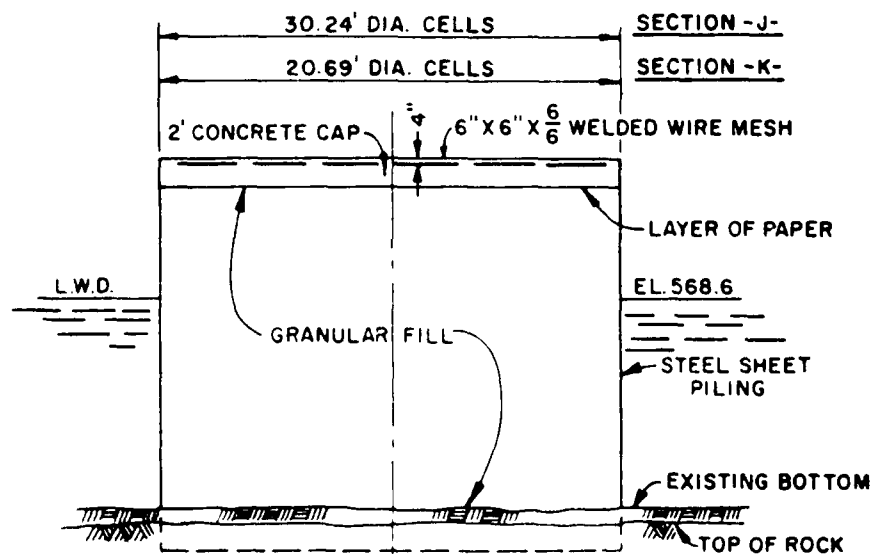 30.24' DIA. CELLS SECTION -J-
20.69' DIA. CELLS SECTION -K-
2' CONCRETE CAP
4"
6" X 6" X 6/6 WELDED WIRE MESH
LAYER OF PAPER
L.W.D. EL. 568.6
GRANULAR FILL
STEEL SHEET
PILING
EXISTING BOTTOM
TOP OF ROCK